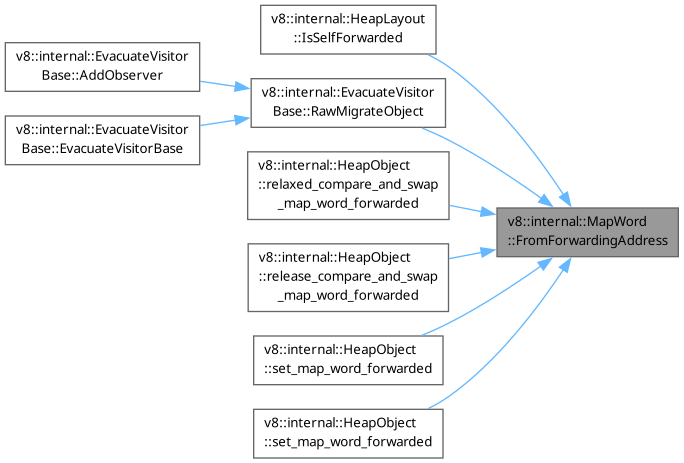 v8::internal::HeapLayout
::IsSelfForwarded
v8::internal::EvacuateVisitor
Base::AddObserver
v8::internal::EvacuateVisitor
Base::RawMigrateObject
v8::internal::EvacuateVisitor
Base::EvacuateVisitorBase
v8::internal::HeapObject
::relaxed_compare_and_swap
_map_word_forwarded
v8::internal::MapWord
::FromForwardingAddress
v8::internal::HeapObject
::release_compare_and_swap
_map_word_forwarded
v8::internal::HeapObject
::set_map_word_forwarded
v8::internal::HeapObject
::set_map_word_forwarded